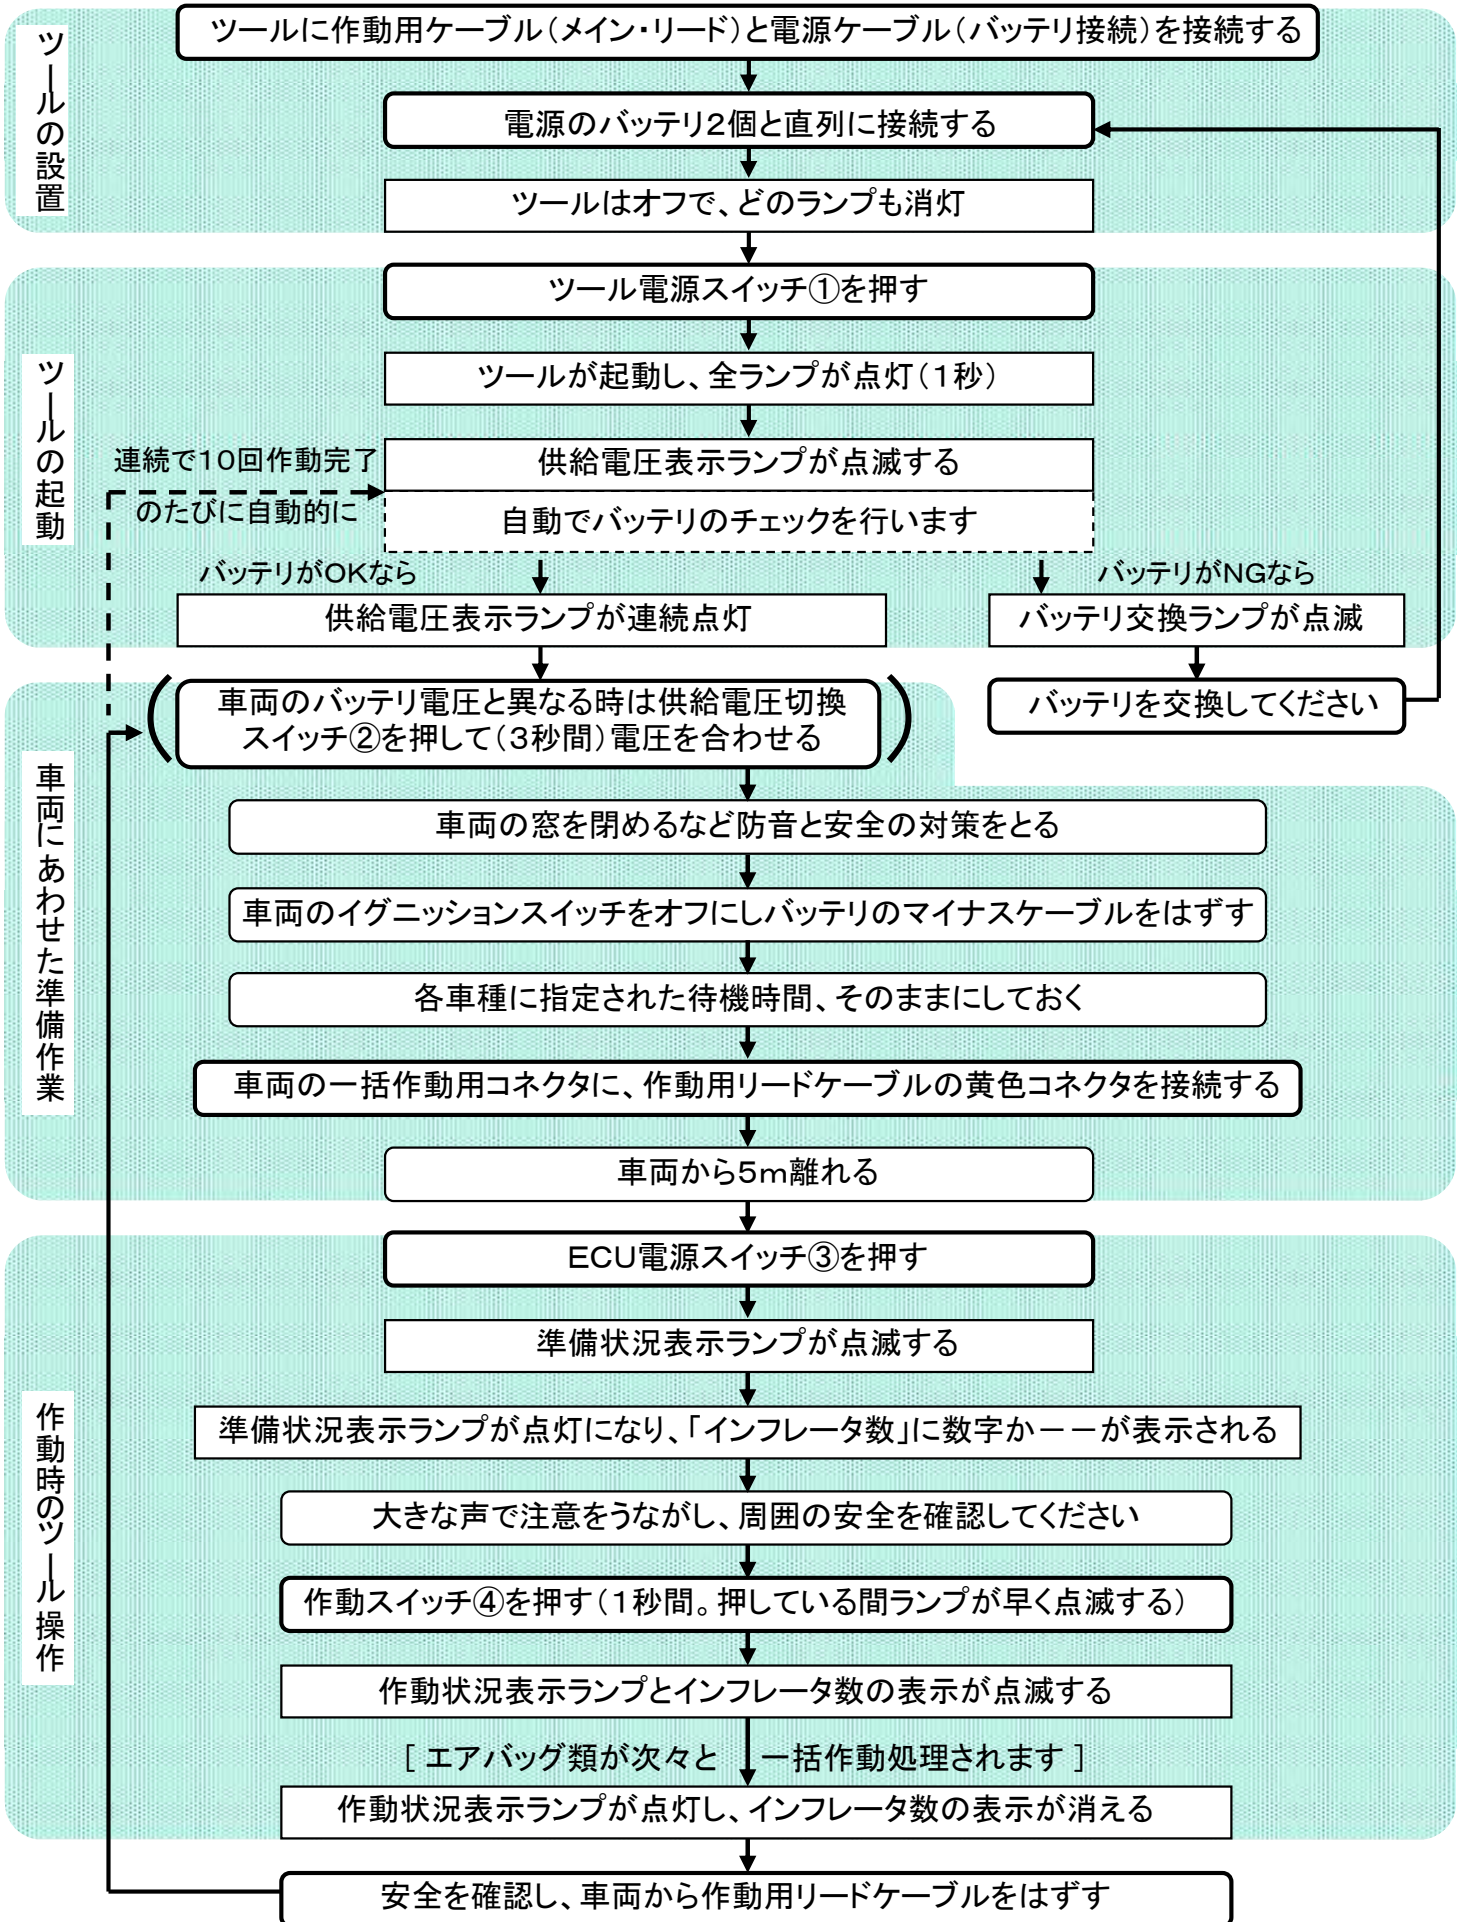 ツールの設置
ツールに作動用ケーブル(メイン・リード)と電源ケーブル(バッテリ接続)を接続する
電源のバッテリ2個と直列に接続する
ツールはオフで、どのランプも消灯
ツールの起動
ツール電源スイッチ①を押す
ツールが起動し、全ランプが点灯(1秒)
連続で10回作動完了
のたびに自動的に
供給電圧表示ランプが点滅する
自動でバッテリのチェックを行います
バッテリがOKなら
バッテリがNGなら
供給電圧表示ランプが連続点灯
バッテリ交換ランプが点滅
バッテリを交換してください
車両にあわせた準備作業
車両のバッテリ電圧と異なる時は供給電圧切換
スイッチ②を押して(3秒間)電圧を合わせる
車両の窓を閉めるなど防音と安全の対策をとる
車両のイグニッションスイッチをオフにしバッテリのマイナスケーブルをはずす
各車種に指定された待機時間、そのままにしておく
車両の一括作動用コネクタに、作動用リードケーブルの黄色コネクタを接続する
車両から5m離れる
作動時のツール操作
ECU電源スイッチ③を押す
準備状況表示ランプが点滅する
準備状況表示ランプが点灯になり、「インフレータ数」に数字か－－が表示される
大きな声で注意をうながし、周囲の安全を確認してください
作動スイッチ④を押す(1秒間。押している間ランプが早く点滅する)
作動状況表示ランプとインフレータ数の表示が点滅する
[ エアバッグ類が次々と 一括作動処理されます ]
作動状況表示ランプが点灯し、インフレータ数の表示が消える
安全を確認し、車両から作動用リードケーブルをはずす